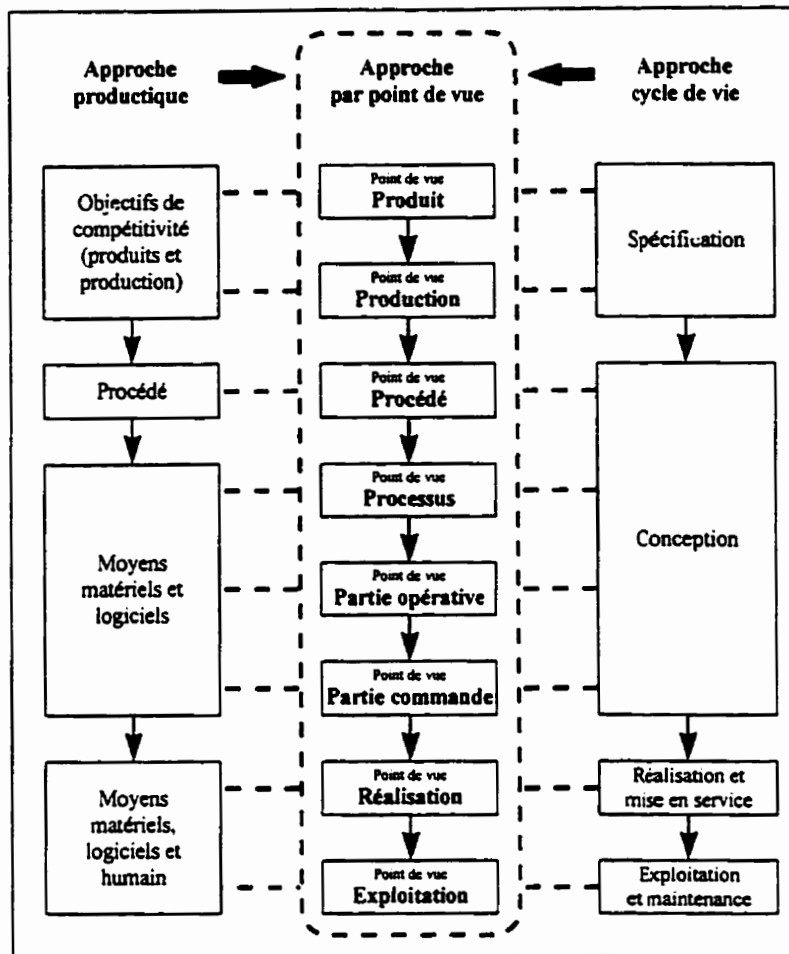 Approche
productique
Approche
par point de vue
Approche
cycle de vie
Objectifs de
compétitivité
(produits et
production)
Procédé
Moyens
matériels et
logiciels
Moyens
matériels,
logiciels et
humain
Point de vue
Produit
Point de vue
Production
Point de vue
Procédé
Point de vue
Processus
Point de vue
Partie opérative
Point de vue
Partie commande
Point de vue
Réalisation
Point de vue
Exploitation
Spécification
Conception
Réalisation et
mise en service
Exploitation
et maintenance